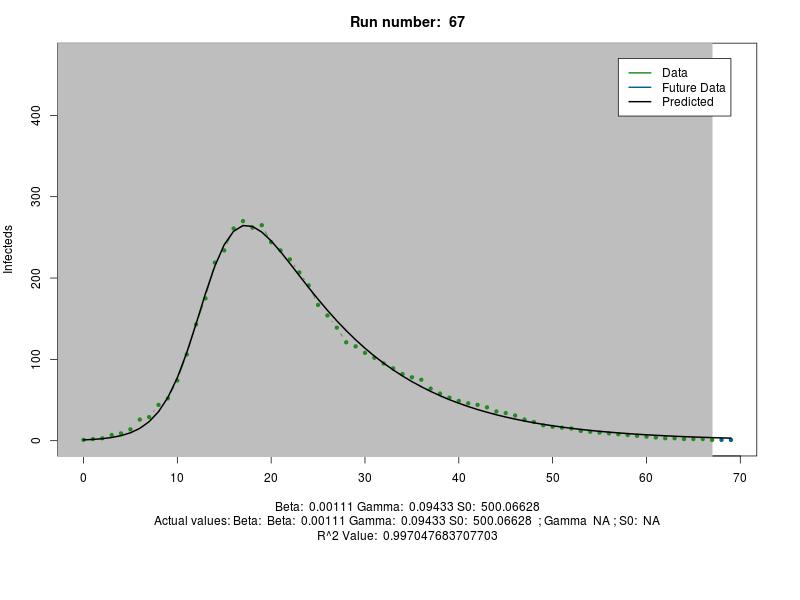 Run number: 67
Data
Future Data
Predicted
Infecteds
400
300
200
100
0
0 10 20 30 40 50 60 70
Beta: 0.00111 Gamma: 0.09433 S0: 500.06628
Actual values: Beta: Beta: 0.00111 Gamma: 0.09433 S0: 500.06628 ; Gamma NA ; S0: NA
R^2 Value: 0.997047683707703